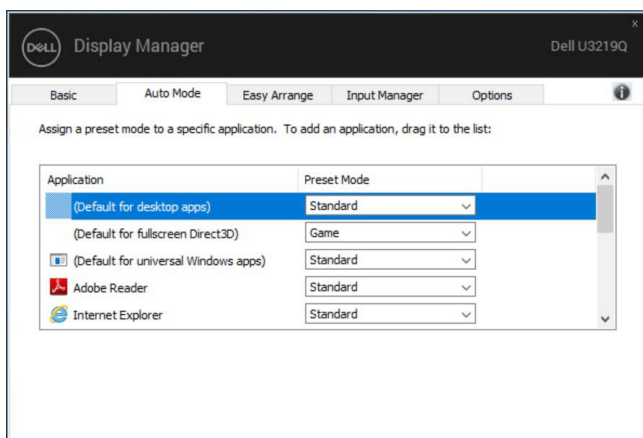 DELL Display Manager
x
Dell U3219Q
Basic Auto Mode Easy Arrange Input Manager Options
Assign a preset mode to a specific application. To add an application, drag it to the list:
Application Preset Mode
(Default for desktop apps) Standard
(Default for fullscreen Direct3D) Game
(Default for universal Windows apps) Standard
Adobe Reader Standard
Internet Explorer Standard